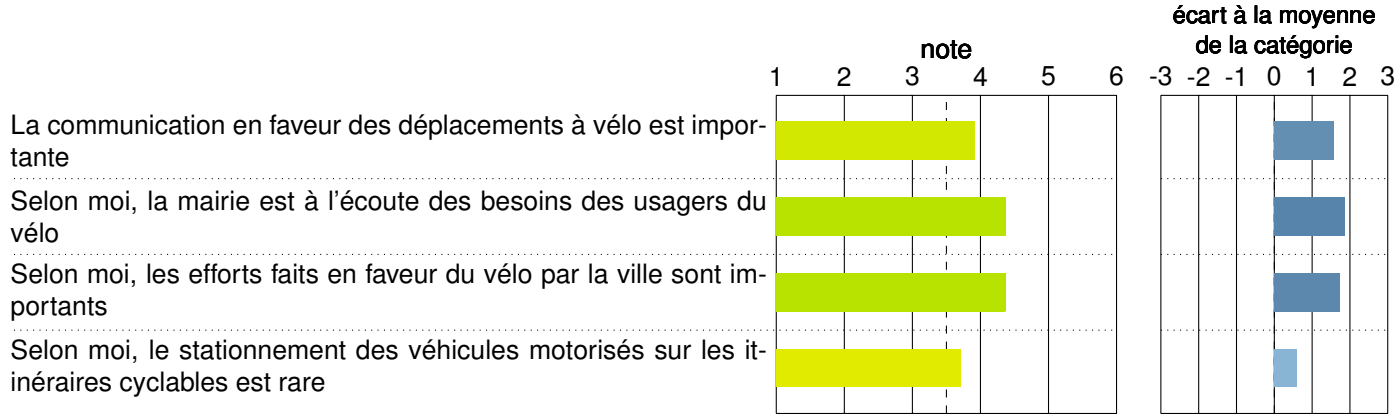 écart à la moyenne
de la catégorie
note
1 2 3 4 5 6
-3 -2 -1 0 1 2 3
La communication en faveur des déplacements à vélo est impor-
tante
Selon moi, la mairie est à l'écoute des besoins des usagers du
vélo
Selon moi, les efforts faits en faveur du vélo par la ville sont im-
portants
Selon moi, le stationnement des véhicules motorisés sur les it-
inéraires cyclables est rare